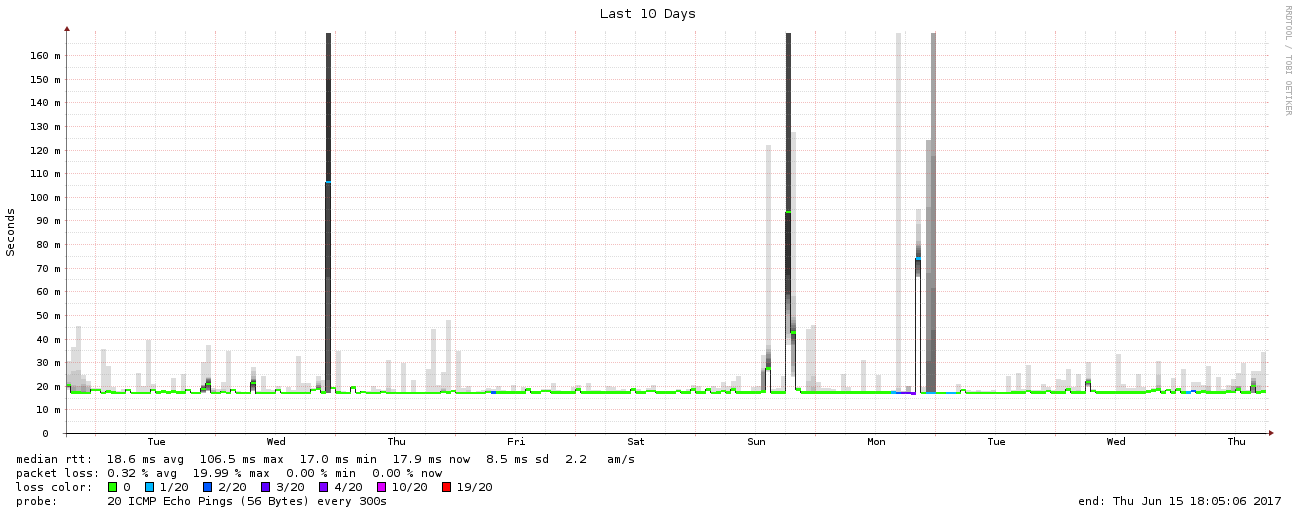 Last 10 Days
RRDTOOL / TOBI OETIKER
160 m
150 m
140 m
130 m
120 m
110 m
100 m
90 m
80 m
70 m
60 m
50 m
40 m
30 m
20 m
10 m
0
Seconds
Tue Wed Thu Fri Sat Sun Mon Tue Wed Thu
median rtt: 18.6 ms avg 106.5 ms max 17.0 ms min 17.9 ms now 8.5 ms sd 2.2 am/s
packet loss: 0.32 % avg 19.99 % max 0.00 % min 0.00 % now
loss color: 0 1/20 2/20 3/20 4/20 10/20 19/20
probe: 20 ICMP Echo Pings (56 Bytes) every 300s end: Thu Jun 15 18:05:06 2017